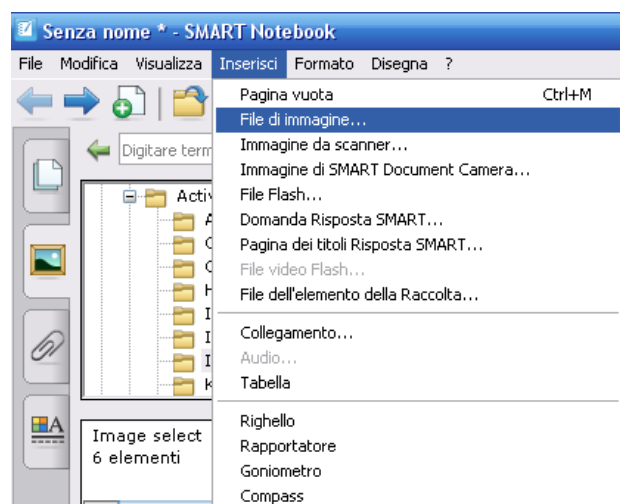 Senza nome * - SMART Notebook
File Modifica Visualizza Inserisci Formato Disegna ?
Pagina vuota Ctrl+M
File di immagine...
Immagine da scanner...
Immagine di SMART Document Camera...
File Flash...
Domanda Risposta SMART...
Pagina dei titoli Risposta SMART...
File video Flash...
File dell'elemento della Raccolta...
Collegamento...
Audio...
Tabella
Righello
Rapportatore
Goniometro
Compass
Digitare
Image select
6 elementi